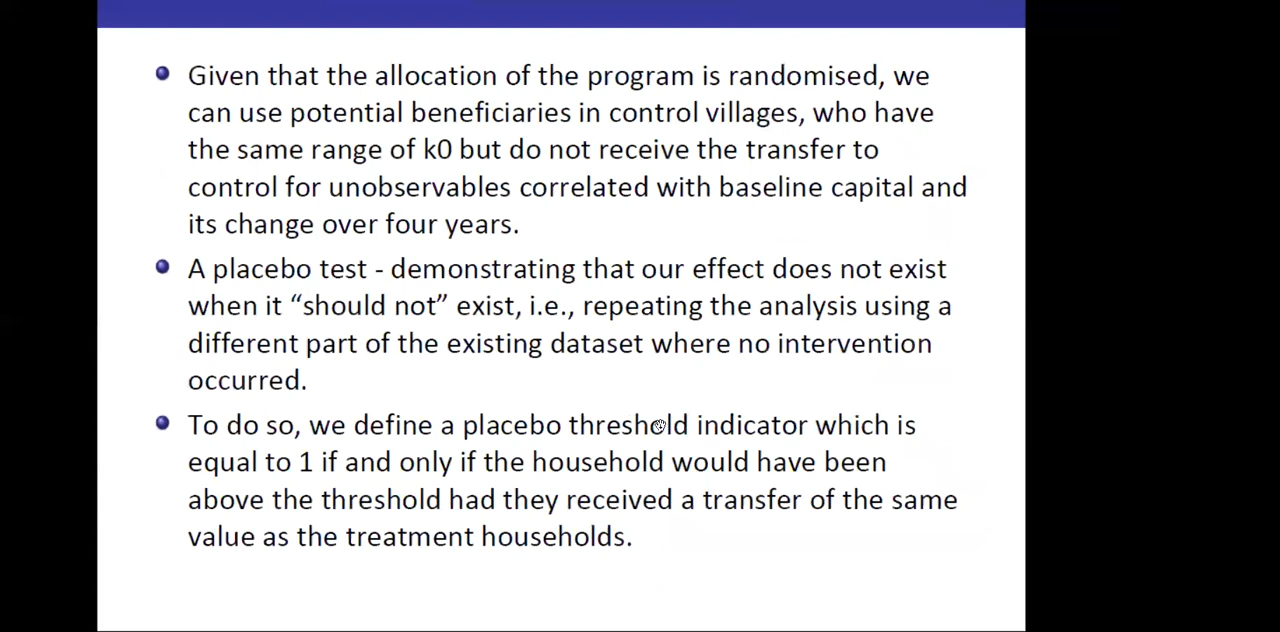 Given that the allocation of the program is randomised, we
can use potential beneficiaries in control villages, who have
the same range of k0 but do not receive the transfer to
control for unobservables correlated with baseline capital and
its change over four years.
A placebo test - demonstrating that our effect does not exist
when it “should not” exist, i.e., repeating the analysis using a
different part of the existing dataset where no intervention
occurred.
To do so, we define a placebo threshold indicator which is
equal to 1 if and only if the household would have been
above the threshold had they received a transfer of the same
value as the treatment households.